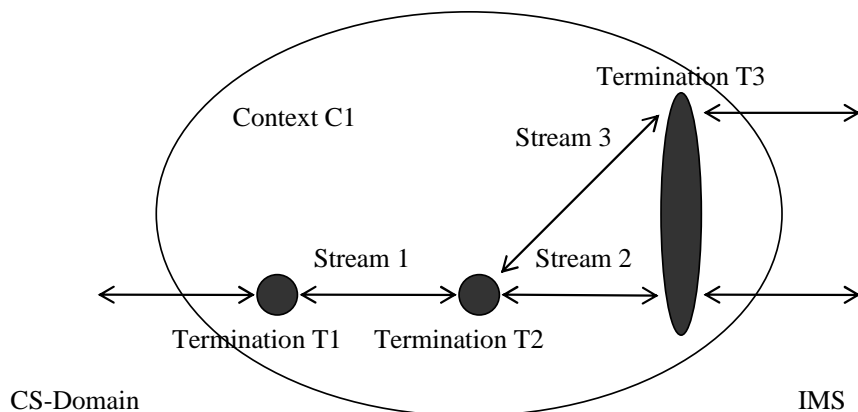 Termination T3
Context C1
Stream 3
Stream 1
Stream 2
Termination T1
Termination T2
CS-Domain
IMS